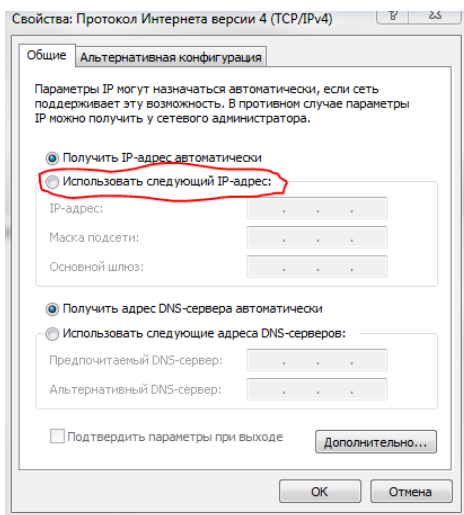 Свойства: Протокол Интернета версии 4 (TCP/IPv4)
Общие Альтернативная конфигурация
Параметры IP могут назначаться автоматически, если сеть
поддерживает эту возможность. В противном случае параметры
IP можно получить у сетевого администратора.
Получить IP-адрес автоматически
Использовать следующий IP-адрес:
IP-адрес:
Маска подсети:
Основной шлюз:
Получить адрес DNS-сервера автоматически
Использовать следующие адреса DNS-серверов:
Предпочитаемый DNS-сервер:
Альтернативный DNS-сервер:
Подтвердить параметры при выходе
Дополнительно...
ОК Отмена